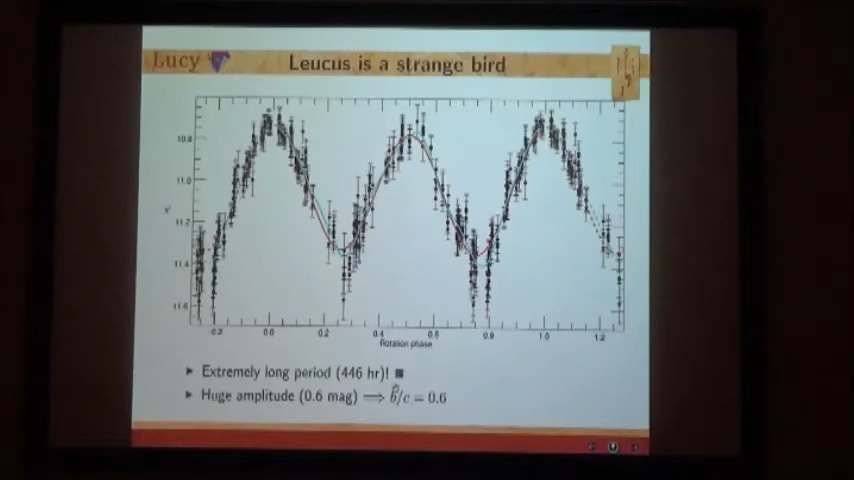 Lucy
Leucus is a strange bird
10.8
11.0
11.2
11.4
11.6
0.0
0.2
0.4
0.6
0.8
1.0
1.2
Rotation phase
► Extremely long period (446 hr)! ■
► Huge amplitude (0.6 mag) ⟹ b̂/c = 0.6